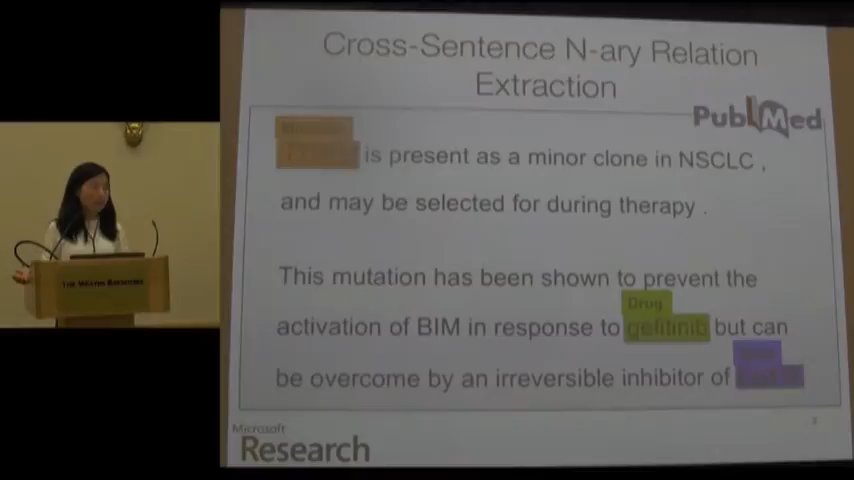 Cross-Sentence N-ary Relation
Extraction
PubMed
is present as a minor clone in NSCLC ,
and may be selected for during therapy .
This mutation has been shown to prevent the
Drug
activation of BIM in response to gefitinib but can
be overcome by an irreversible inhibitor of
Microsoft
Research
3